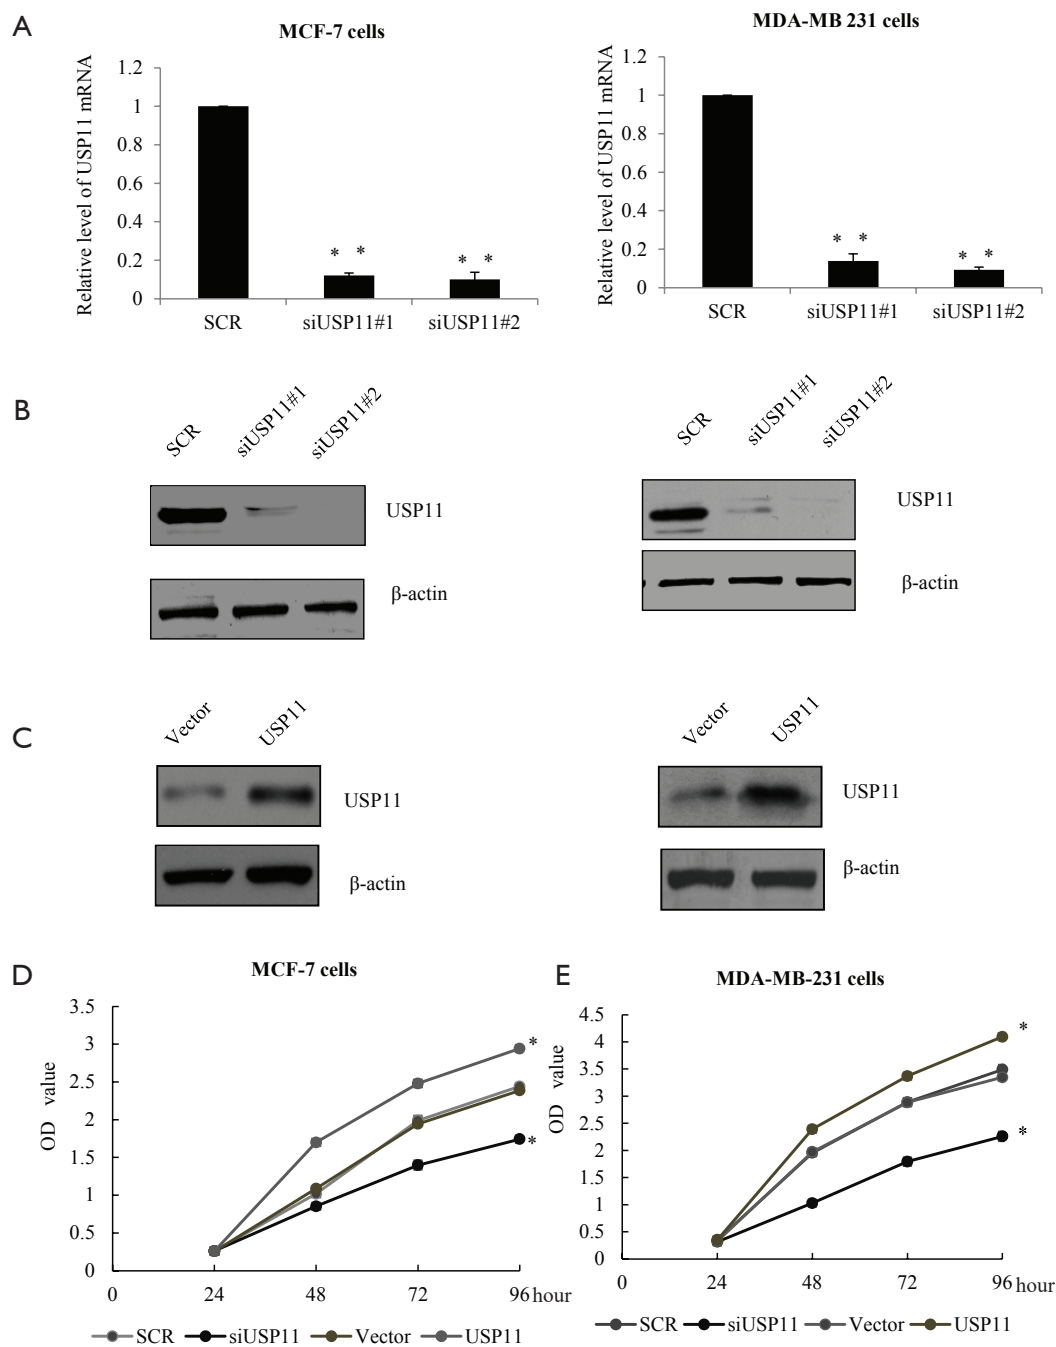 A
MCF-7 cells
Relative level of USP11 mRNA
1.2
1
0.8
0.6
0.4
0.2
0
* *
* *
SCR
siUSP11#1
siUSP11#2
MDA-MB 231 cells
Relative level of USP11 mRNA
1.2
1
0.8
0.6
0.4
0.2
0
* *
* *
SCR
siUSP11#1
siUSP11#2
B
SCR
siUSP11#1
siUSP11#2
USP11
β-actin
SCR
siUSP11#1
siUSP11#2
USP11
β-actin
C
Vector
USP11
USP11
β-actin
Vector
USP11
USP11
β-actin
D
MCF-7 cells
OD value
3.5
3
2.5
2
1.5
1
0.5
0
*
*
0 24 48 72 96 hour
SCR siUSP11 Vector USP11
E
MDA-MB-231 cells
OD value
4.5
4
3.5
3
2.5
2
1.5
1
0.5
0
*
*
0 24 48 72 96 hour
SCR siUSP11 Vector USP11